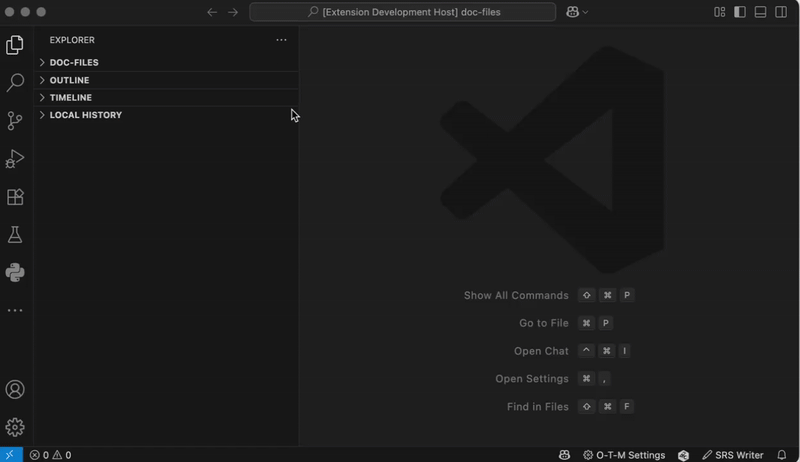 [Extension Development Host] doc-files
EXPLORER
DOC-FILES
OUTLINE
TIMELINE
LOCAL HISTORY
Show All Commands ⇧ ⌘ P
Go to File ⌘ P
Open Chat ^ ⌘ I
Open Settings ⌘ ,
Find in Files ⇧ ⌘ F
0 0 O-T-M Settings SRS Writer